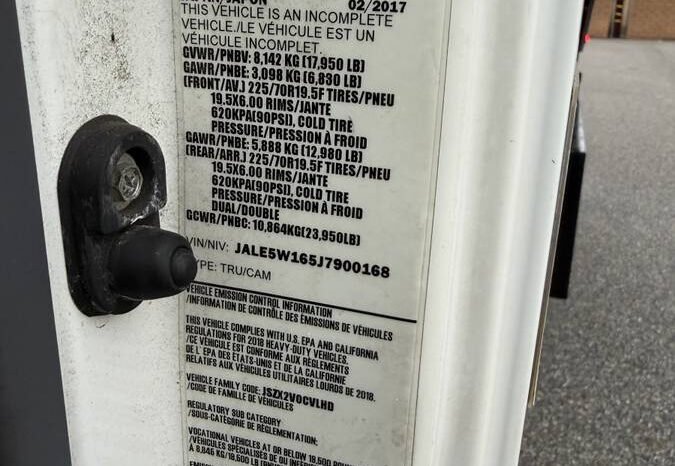 02/2017
THIS VEHICLE IS AN INCOMPLETE
VEHICLE./LE VÉHICULE EST UN
VÉHICULE INCOMPLET.
GVWR/PNBV: 8,142 KG (17,950 LB)
GAWR/PNBE: 3,098 KG (6,830 LB)
(FRONT/AV.) 225/70R19.5F TIRES/PNEU
19.5X6.00 RIMS/JANTE
620KPA(90PSI), COLD TIRE
PRESSURE/PRESSION À FROID
GAWR/PNBE: 5,888 KG (12,980 LB)
(REAR/ARR.) 225/70R19.5F TIRES/PNEU
19.5X6.00 RIMS/JANTE
620KPA(90PSI), COLD TIRE
PRESSURE/PRESSION À FROID
DUAL/DOUBLE
GCWR/PNBC: 10,864KG(23,950LB)
VIN/NIV: JALE5W165J7900168
TYPE: TRU/CAM
VEHICLE EMISSION CONTROL INFORMATION
/INFORMATION DE CONTRÔLE DES ÉMISSIONS DE VÉHICULES
THIS VEHICLE COMPLIES WITH U.S. EPA AND CALIFORNIA
REGULATIONS FOR 2018 HEAVY-DUTY VEHICLES.
/CE VÉHICULE EST CONFORME AUX RÈGLEMENTS
DE L' EPA DES ÉTATS-UNIS ET DE LA CALIFORNIE
RELATIFS AUX VÉHICULES UTILITAIRES LOURDS DE 2018.
VEHICLE FAMILY CODE: JSZX2VOCVLHD
/CODE DE FAMILLE DE VÉHICULES
REGULATORY SUB CATEGORY
/SOUS-CATÉGORIE DE RÉGLEMENTATION:
VOCATIONAL VEHICLES AT OR BELOW 19,500 POUNDS
/VÉHICULES SPÉCIALISÉS DE OU